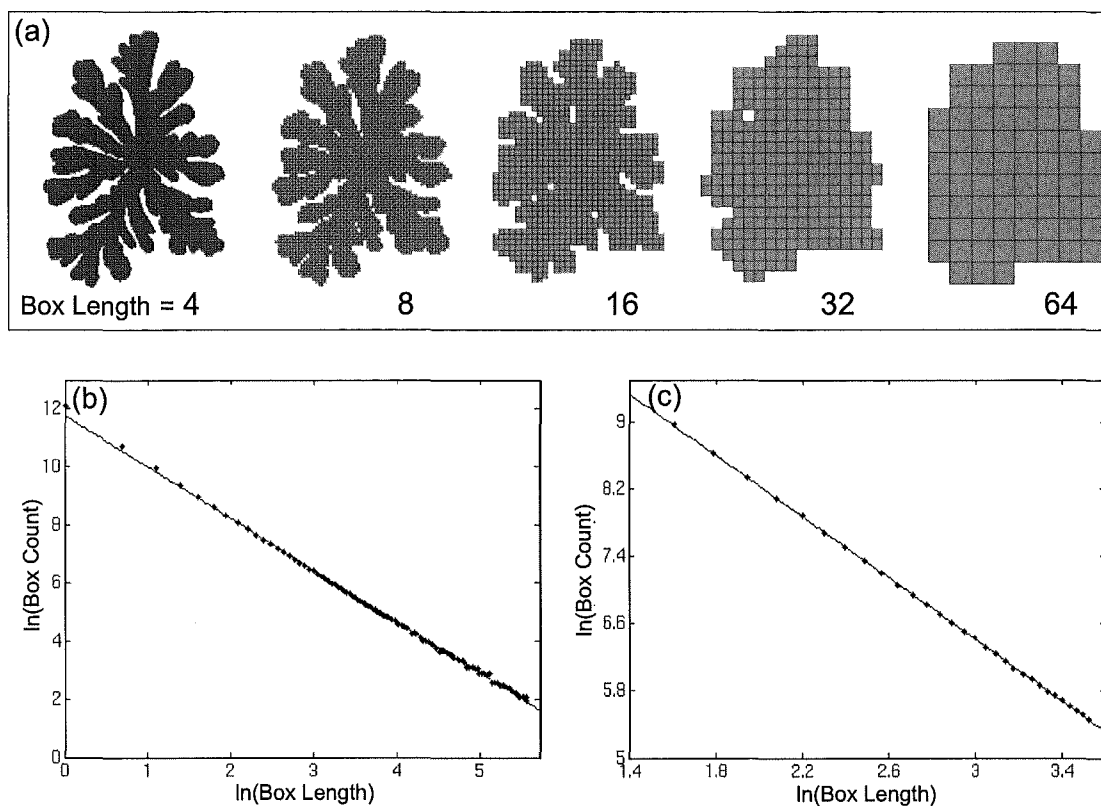 (a)
Box Length = 4 8 16 32 64
(b)
12
10
8
6
4
2
0
0 1 2 3 4 5
ln(Box Count)
ln(Box Length)
(c)
9
8.2
7.4
6.6
5.8
5
1.4 1.8 2.2 2.6 3 3.4
ln(Box Count)
ln(Box Length)